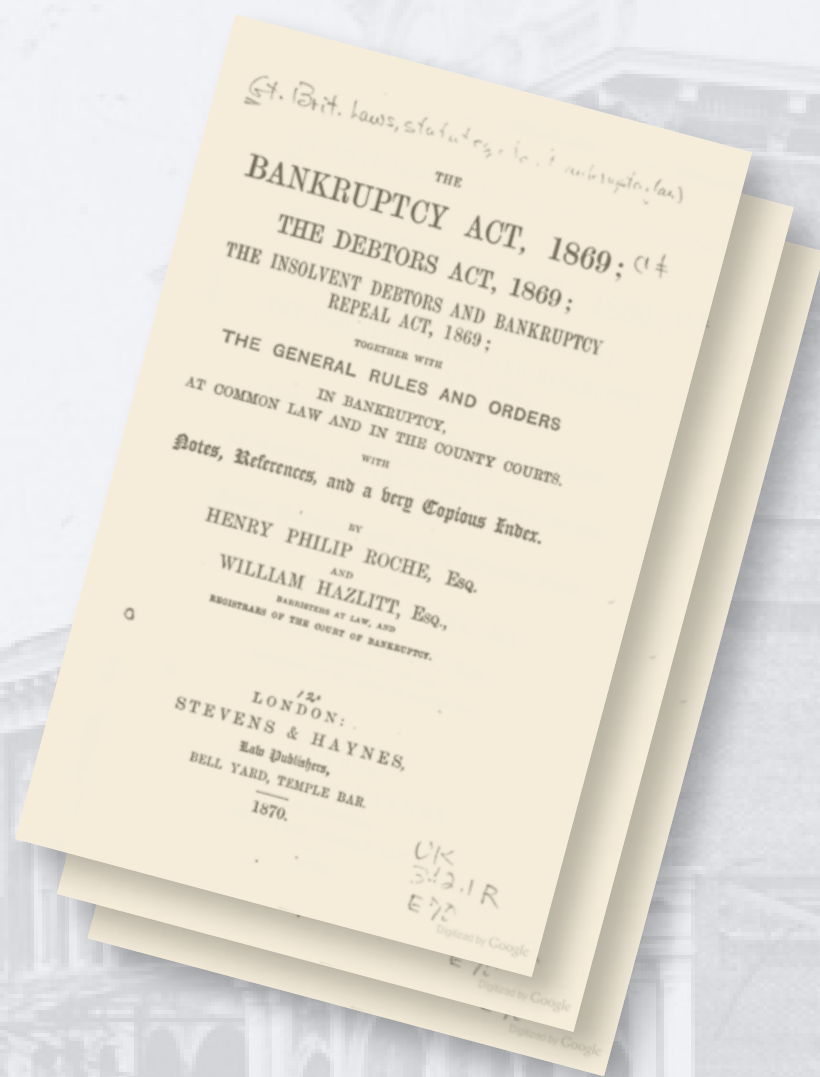 Gt. Brit. Laws, statutes,
THE
BANKRUPTCY ACT, 1869;
THE DEBTORS ACT, 1869;
THE INSOLVENT DEBTORS AND BANKRUPTCY
REPEAL ACT, 1869;
TOGETHER WITH
THE GENERAL RULES AND ORDERS
IN BANKRUPTCY,
AT COMMON LAW AND IN THE COUNTY COURTS.
WITH
Notes, References, and a very Copious Index.
BY
HENRY PHILIP ROCHE, Esq.
AND
WILLIAM HAZLITT, Esq.,
BARRISTERS AT LAW, AND
REGISTRARS OF THE COURT OF BANKRUPTCY.
LONDON:
STEVENS & HAYNES,
Law Publishers,
BELL YARD, TEMPLE BAR.
1870.
UK
342.1 R
E70
Digitized by Google
Digitized by Google
Digitized by Google